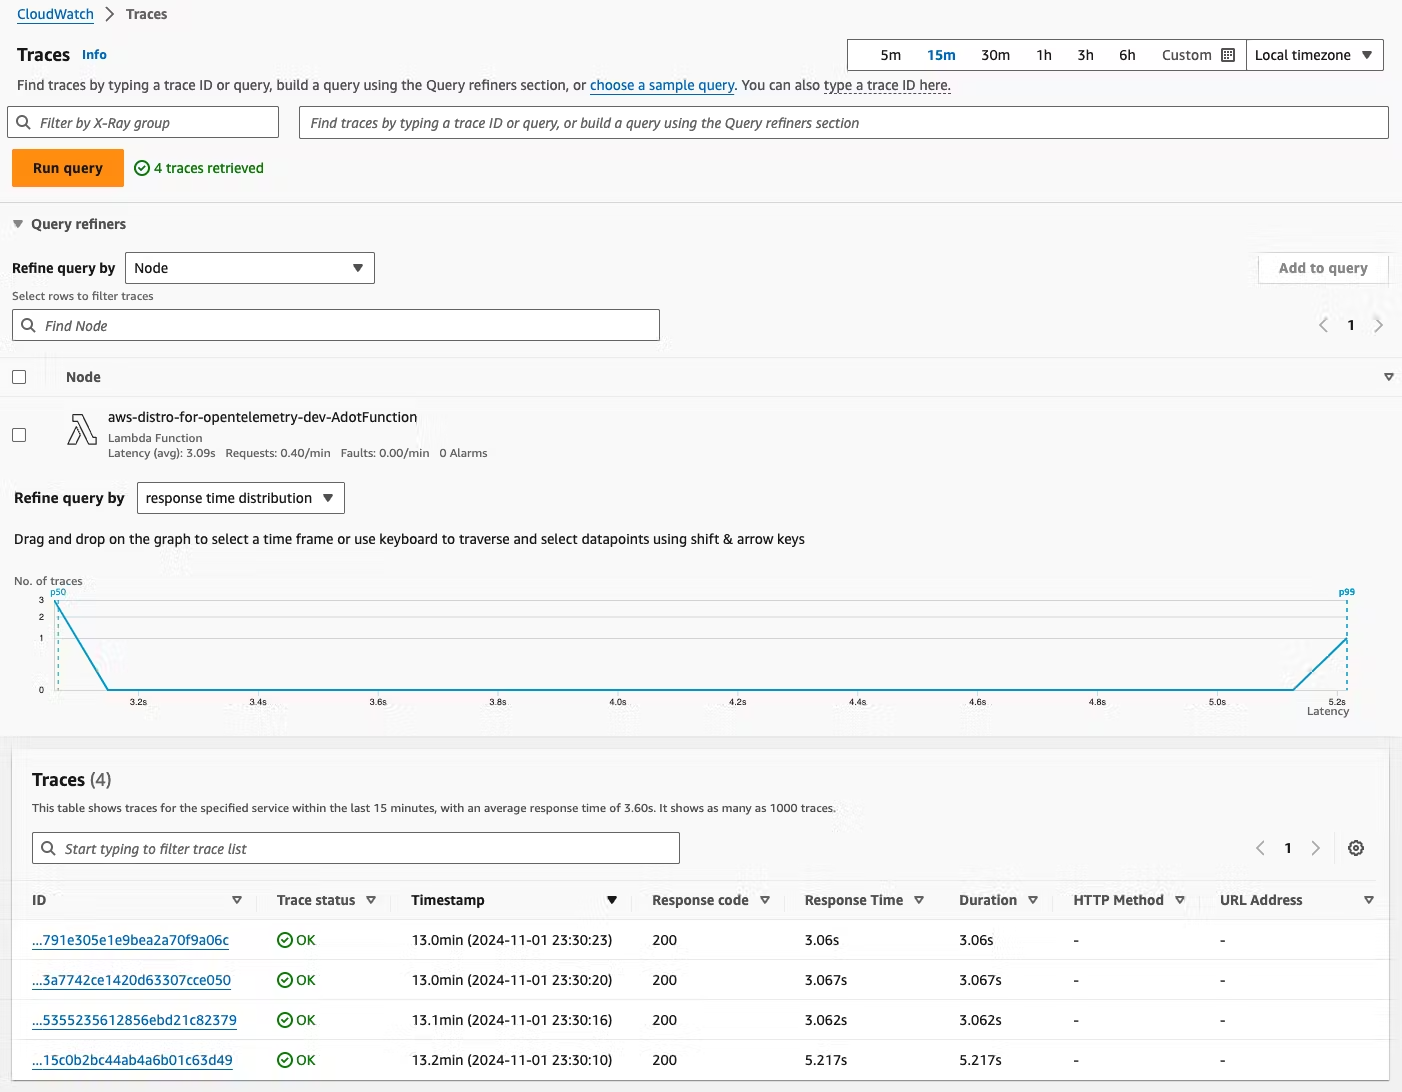 CloudWatch > Traces
Traces Info
5m 15m 30m 1h 3h 6h Custom Local timezone
Find traces by typing a trace ID or query, build a query using the Query refiners section, or choose a sample query. You can also type a trace ID here.
Filter by X-Ray group
Find traces by typing a trace ID or query, or build a query using the Query refiners section
Run query
4 traces retrieved
Query refiners
Refine query by Node
Add to query
Select rows to filter traces
Find Node
1
Node
aws-distro-for-opentelemetry-dev-AdotFunction
Lambda Function
Latency (avg): 3.09s Requests: 0.40/min Faults: 0.00/min 0 Alarms
Refine query by response time distribution
Drag and drop on the graph to select a time frame or use keyboard to traverse and select datapoints using shift & arrow keys
No. of traces
p50 p99
3
2
1
0
3.2s 3.4s 3.6s 3.8s 4.0s 4.2s 4.4s 4.6s 4.8s 5.0s 5.2s
Latency
Traces (4)
This table shows traces for the specified service within the last 15 minutes, with an average response time of 3.60s. It shows as many as 1000 traces.
Start typing to filter trace list
1
ID Trace status Timestamp Response code Response Time Duration HTTP Method URL Address
...791e305e1e9bea2a70f9a06c OK 13.0min (2024-11-01 23:30:23) 200 3.06s 3.06s - -
...3a7742ce1420d63307cce050 OK 13.0min (2024-11-01 23:30:20) 200 3.067s 3.067s - -
...5355235612856ebd21c82379 OK 13.1min (2024-11-01 23:30:16) 200 3.062s 3.062s - -
...15c0b2bc44ab4a6b01c63d49 OK 13.2min (2024-11-01 23:30:10) 200 5.217s 5.217s - -